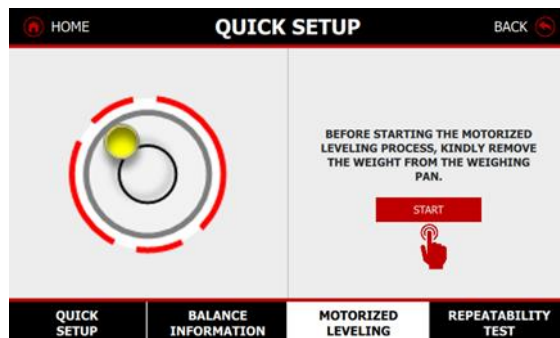 HOME
QUICK SETUP
BACK
BEFORE STARTING THE MOTORIZED
LEVELING PROCESS, KINDLY REMOVE
THE WEIGHT FROM THE WEIGHING
PAN.
START
QUICK
SETUP
BALANCE
INFORMATION
MOTORIZED
LEVELING
REPEATABILITY
TEST